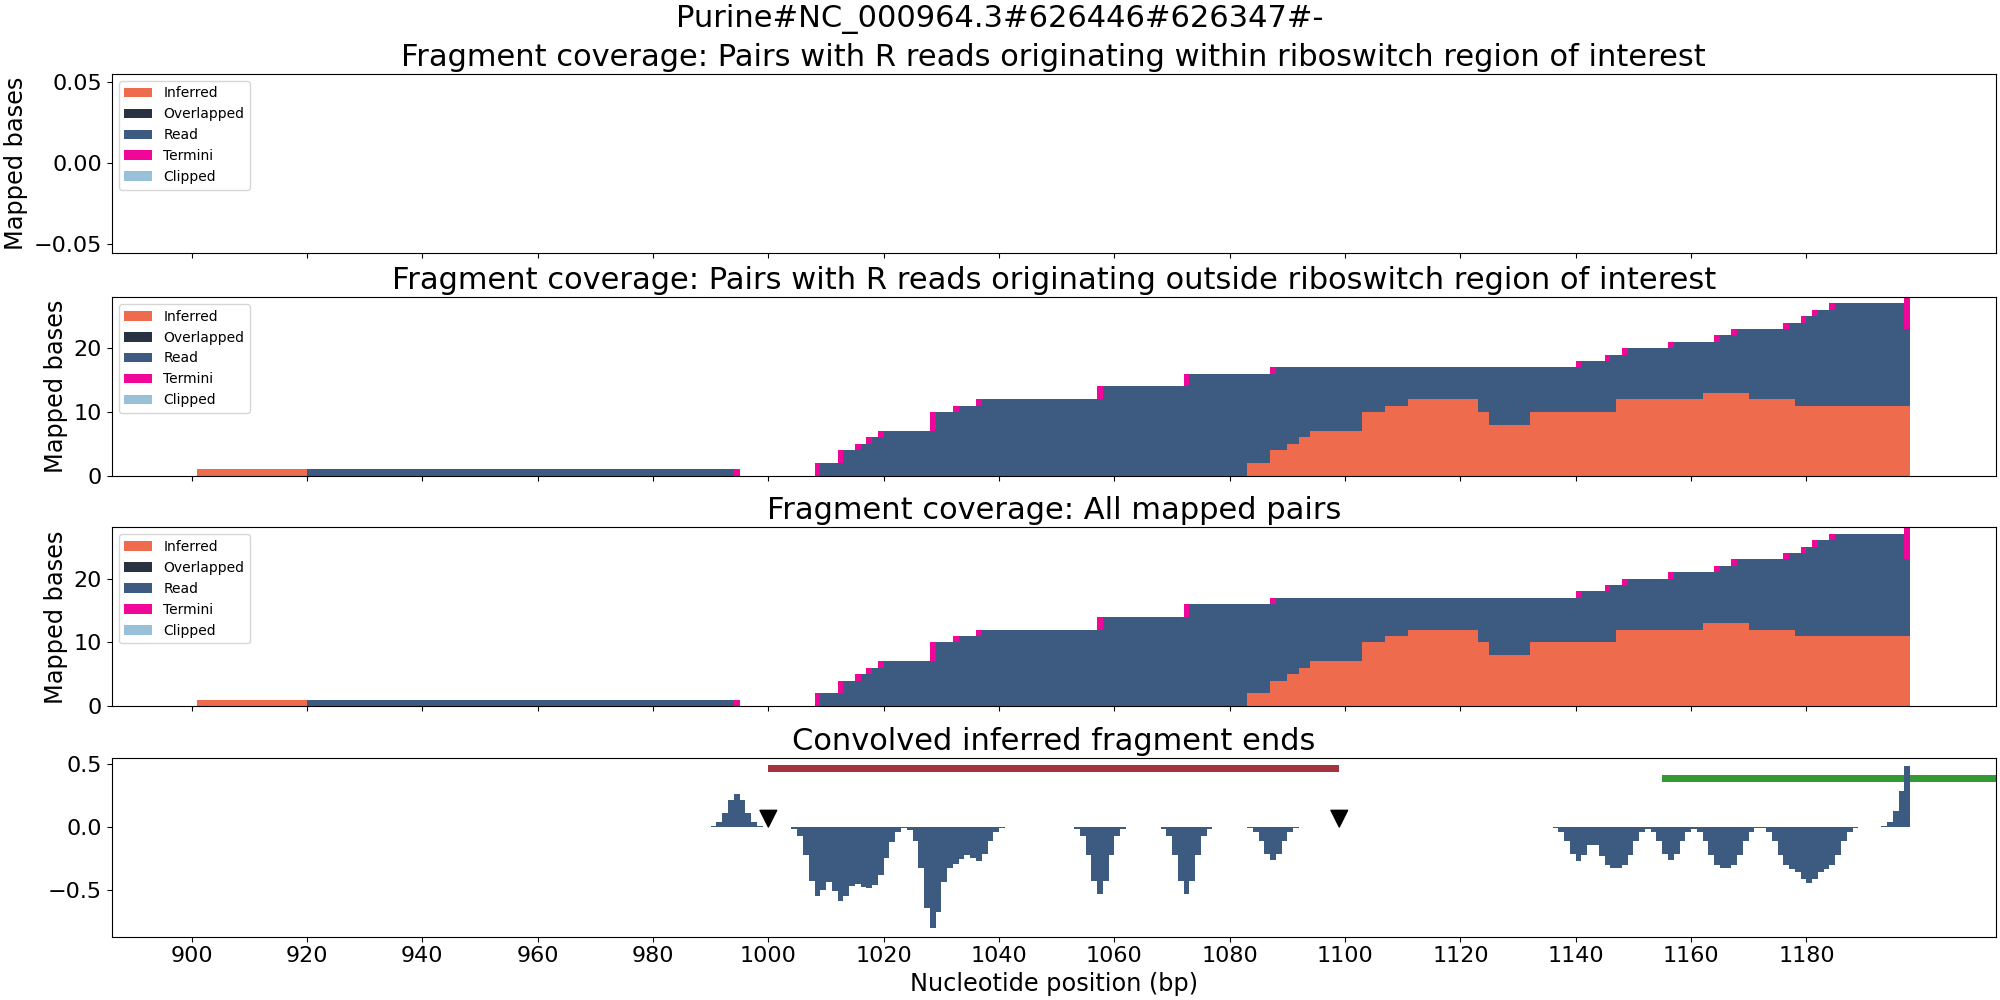 Purine#NC_000964.3#626446#626347#-
Fragment coverage: Pairs with R reads originating within riboswitch region of interest
Mapped bases
0.05
0.00
−0.05
Inferred
Overlapped
Read
Termini
Clipped
Fragment coverage: Pairs with R reads originating outside riboswitch region of interest
Mapped bases
20
10
0
Inferred
Overlapped
Read
Termini
Clipped
Fragment coverage: All mapped pairs
Mapped bases
20
10
0
Inferred
Overlapped
Read
Termini
Clipped
Convolved inferred fragment ends
0.5
0.0
−0.5
900 920 940 960 980 1000 1020 1040 1060 1080 1100 1120 1140 1160 1180
Nucleotide position (bp)